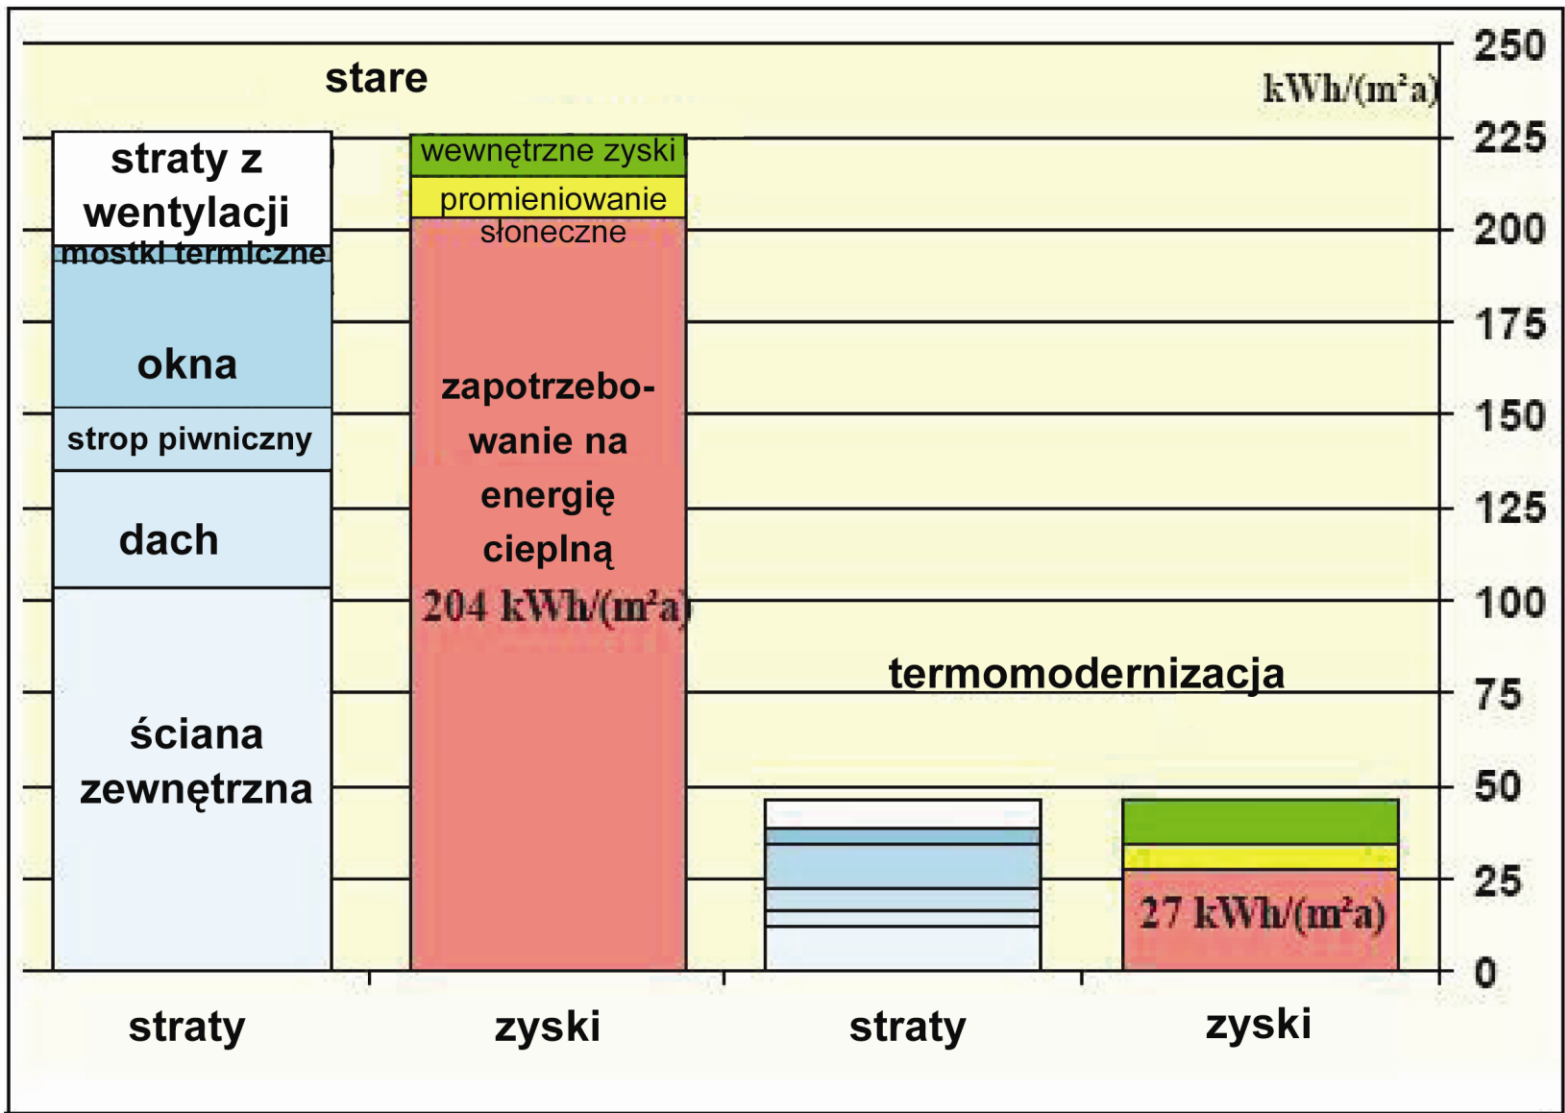 stare
kWh/(m²a)
250
225
200
175
150
125
100
75
50
25
0
straty z
wentylacji
mostki termiczne
okna
strop piwniczny
dach
ściana
zewnętrzna
wewnętrzne zyski
promieniowanie
słoneczne
zapotrzebo-
wanie na
energię
cieplną
204 kWh/(m²a)
termomodernizacja
27 kWh/(m²a)
straty
zyski
straty
zyski